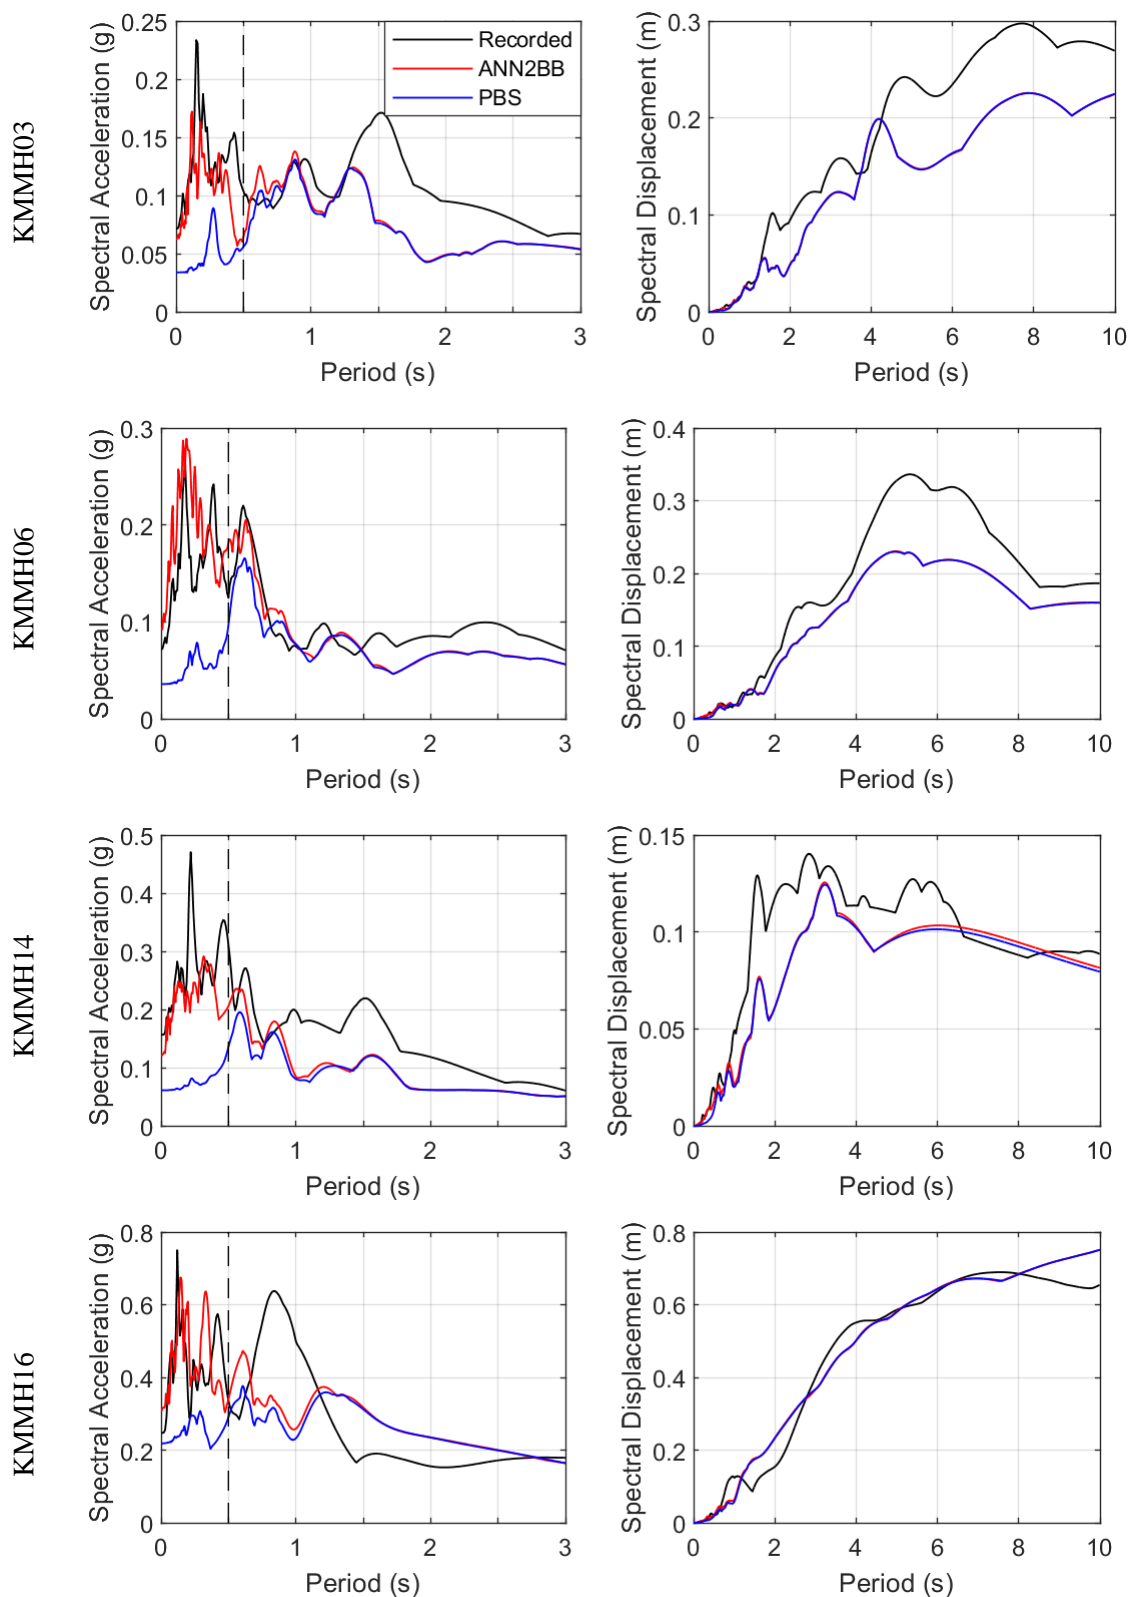 KMMH03
Spectral Acceleration (g)
0.25
0.2
0.15
0.1
0.05
0
0 1 2 3
Period (s)
Recorded
ANN2BB
PBS
Spectral Displacement (m)
0.3
0.2
0.1
0
0 2 4 6 8 10
Period (s)
KMMH06
Spectral Acceleration (g)
0.3
0.2
0.1
0
0 1 2 3
Period (s)
Spectral Displacement (m)
0.4
0.3
0.2
0.1
0
0 2 4 6 8 10
Period (s)
KMMH14
Spectral Acceleration (g)
0.5
0.4
0.3
0.2
0.1
0
0 1 2 3
Period (s)
Spectral Displacement (m)
0.15
0.1
0.05
0
0 2 4 6 8 10
Period (s)
KMMH16
Spectral Acceleration (g)
0.8
0.6
0.4
0.2
0
0 1 2 3
Period (s)
Spectral Displacement (m)
0.8
0.6
0.4
0.2
0
0 2 4 6 8 10
Period (s)